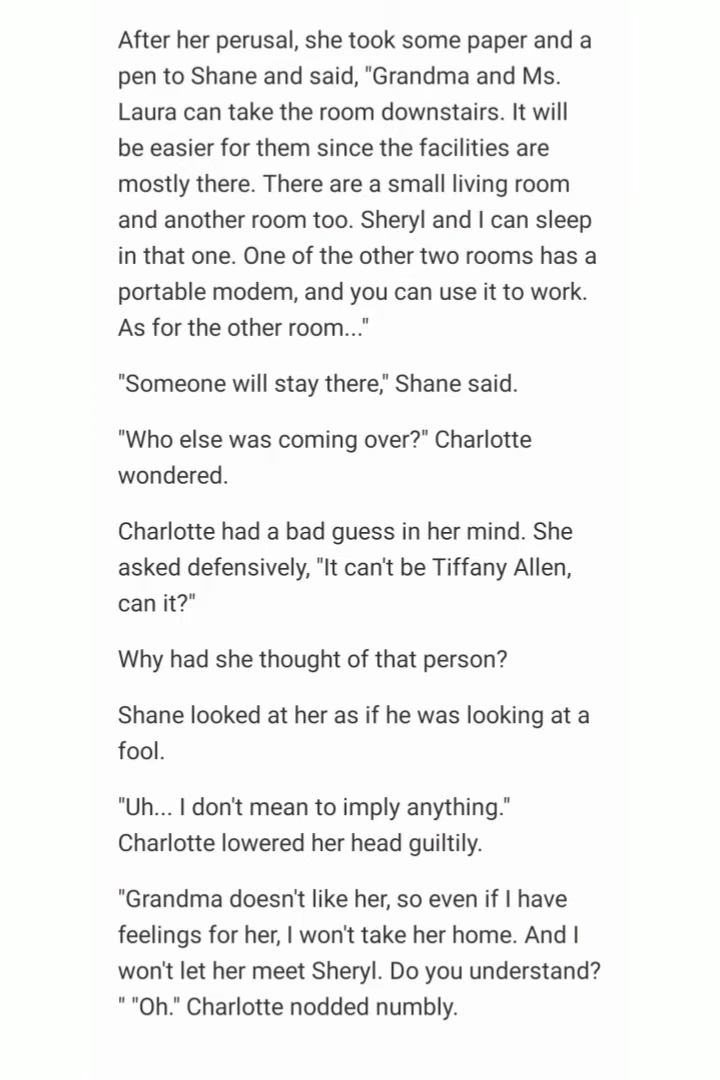 After her perusal, she took some paper and a
pen to Shane and said, "Grandma and Ms.
Laura can take the room downstairs. It will
be easier for them since the facilities are
mostly there. There are a small living room
and another room too. Sheryl and I can sleep
in that one. One of the other two rooms has a
portable modem, and you can use it to work.
As for the other room..."
"Someone will stay there," Shane said.
"Who else was coming over?" Charlotte
wondered.
Charlotte had a bad guess in her mind. She
asked defensively, "It can't be Tiffany Allen,
can it?"
Why had she thought of that person?
Shane looked at her as if he was looking at a
fool.
"Uh... I don't mean to imply anything."
Charlotte lowered her head guiltily.
"Grandma doesn't like her, so even if I have
feelings for her, I won't take her home. And I
won't let her meet Sheryl. Do you understand?
" "Oh." Charlotte nodded numbly.